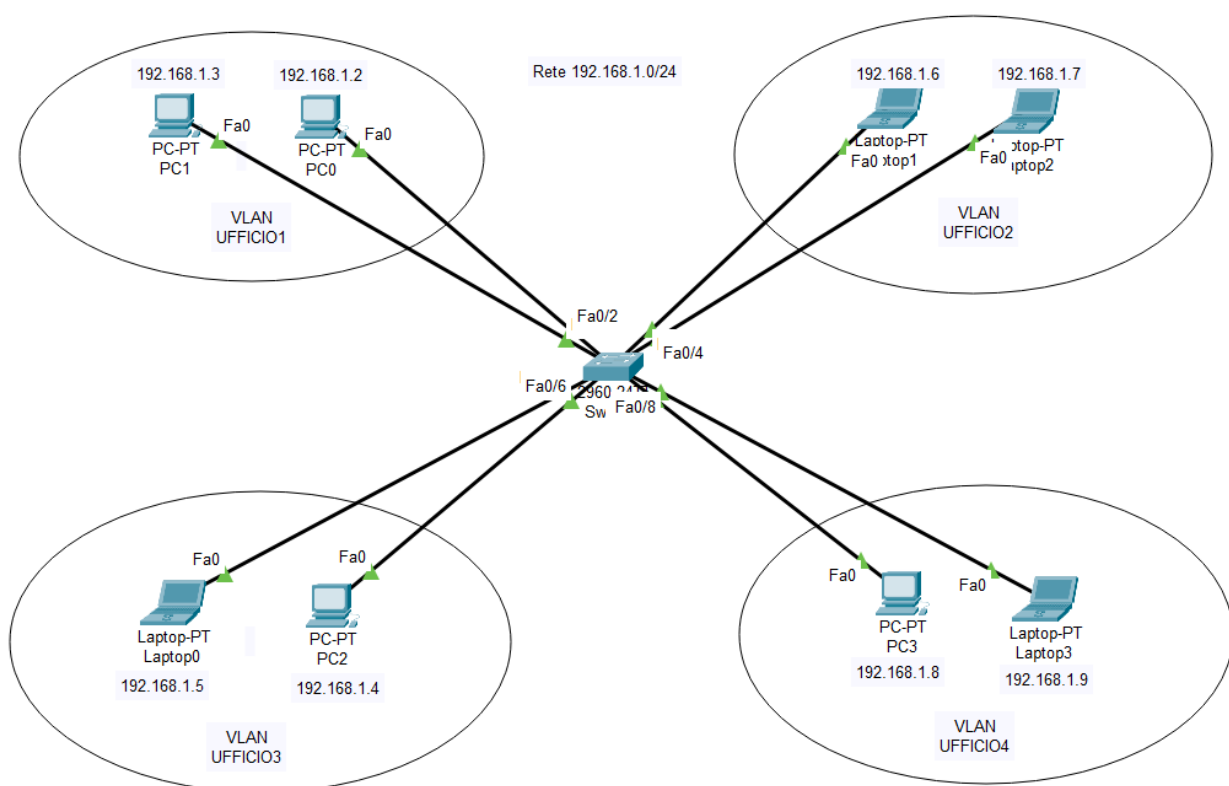 192.168.1.3
192.168.1.2
Rete 192.168.1.0/24
192.168.1.6
192.168.1.7
Fa0
Fa0
PC-PT
PC1
PC-PT
PC0
Laptop-PT
Fa0
Fa0
VLAN
UFFICIO1
VLAN
UFFICIO2
Fa0/2
Fa0/4
Fa0/6
Fa0/8
Fa0
Fa0
Laptop-PT
Laptop0
PC-PT
PC2
192.168.1.5
192.168.1.4
VLAN
UFFICIO3
Fa0
Fa0
PC-PT
PC3
Laptop-PT
Laptop3
192.168.1.8
192.168.1.9
VLAN
UFFICIO4